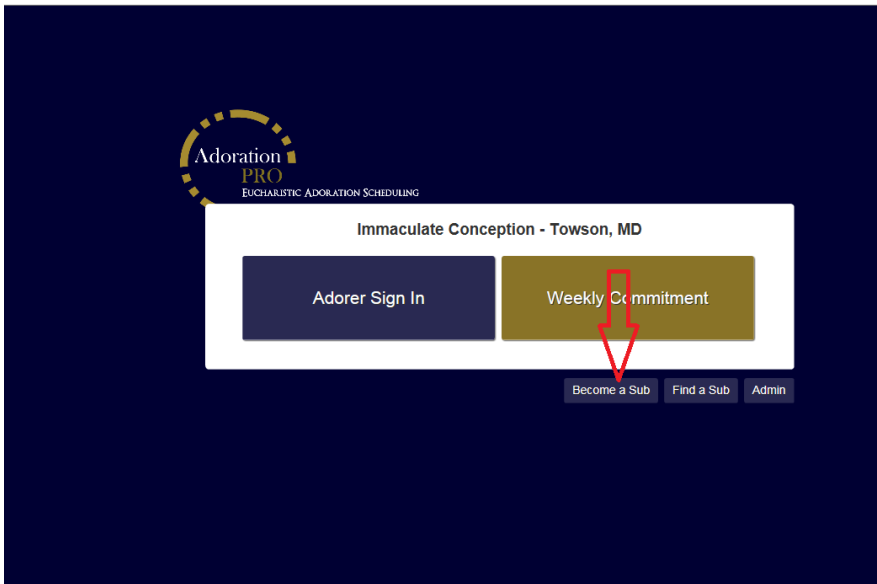 Adoration
PRO
Eucharistic Adoration Scheduling
Immaculate Conception - Towson, MD
Adorer Sign In
Weekly Commitment
Become a Sub
Find a Sub
Admin